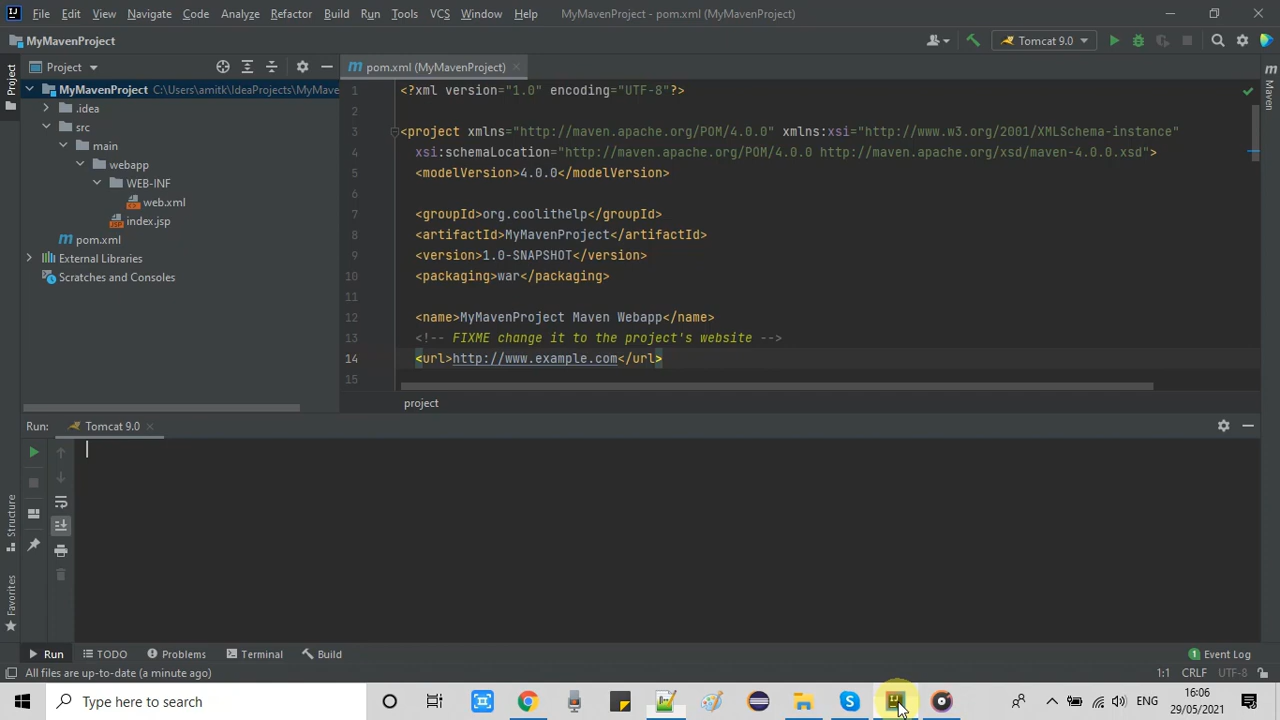 File Edit View Navigate Code Analyze Refactor Build Run Tools VCS Window Help MyMavenProject - pom.xml (MyMavenProject)
MyMavenProject Tomcat 9.0
Project pom.xml (MyMavenProject)
Project
MyMavenProject C:\Users\amitk\IdeaProjects\MyMave
.idea
src
main
webapp
WEB-INF
web.xml
index.jsp
pom.xml
External Libraries
Scratches and Consoles
1 <?xml version="1.0" encoding="UTF-8"?>
2
3 <project xmlns="http://maven.apache.org/POM/4.0.0" xmlns:xsi="http://www.w3.org/2001/XMLSchema-instance"
4 xsi:schemaLocation="http://maven.apache.org/POM/4.0.0 http://maven.apache.org/xsd/maven-4.0.0.xsd">
5 <modelVersion>4.0.0</modelVersion>
6
7 <groupId>org.coolithelp</groupId>
8 <artifactId>MyMavenProject</artifactId>
9 <version>1.0-SNAPSHOT</version>
10 <packaging>war</packaging>
11
12 <name>MyMavenProject Maven Webapp</name>
13 <!-- FIXME change it to the project's website -->
14 <url>http://www.example.com</url>
15
project
Maven
Run: Tomcat 9.0
Structure
Favorites
Run TODO Problems Terminal Build 1 Event Log
All files are up-to-date (a minute ago) 1:1 CRLF UTF-8
Type here to search ENG 16:06
29/05/2021